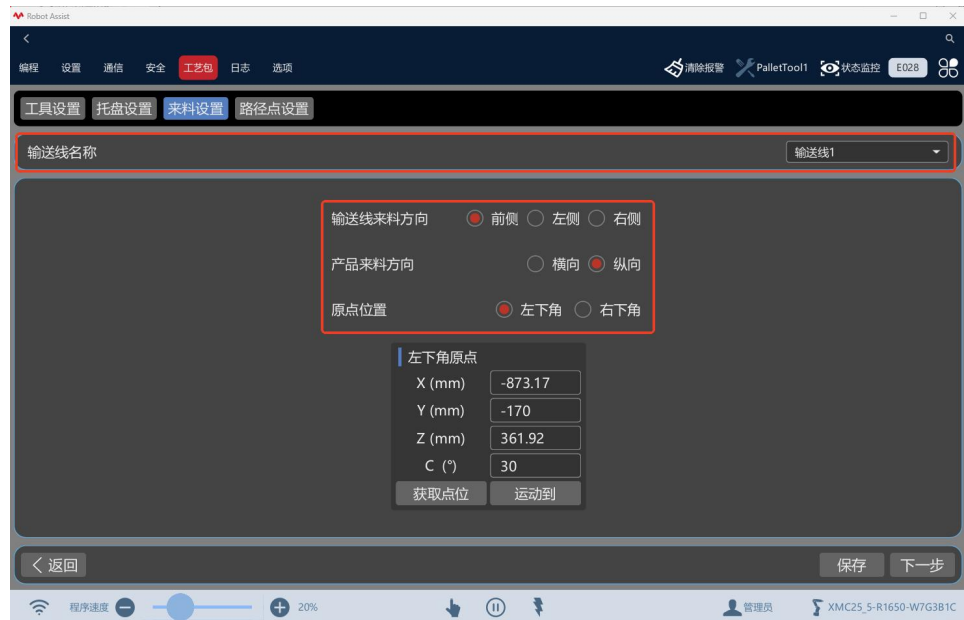 Robot Assist
编程 设置 通信 安全 工艺包 日志 选项 清除报警 PalletTool1 状态监控 E028
工具设置 托盘设置 来料设置 路径点设置
输送线名称 输送线1
输送线来料方向 前侧 左侧 右侧
产品来料方向 横向 纵向
原点位置 左下角 右下角
左下角原点
X (mm) -873.17
Y (mm) -170
Z (mm) 361.92
C (°) 30
获取点位 运动到
返回 保存 下一步
程序速度 20% 管理员 XMC25_5-R1650-W7G3B1C